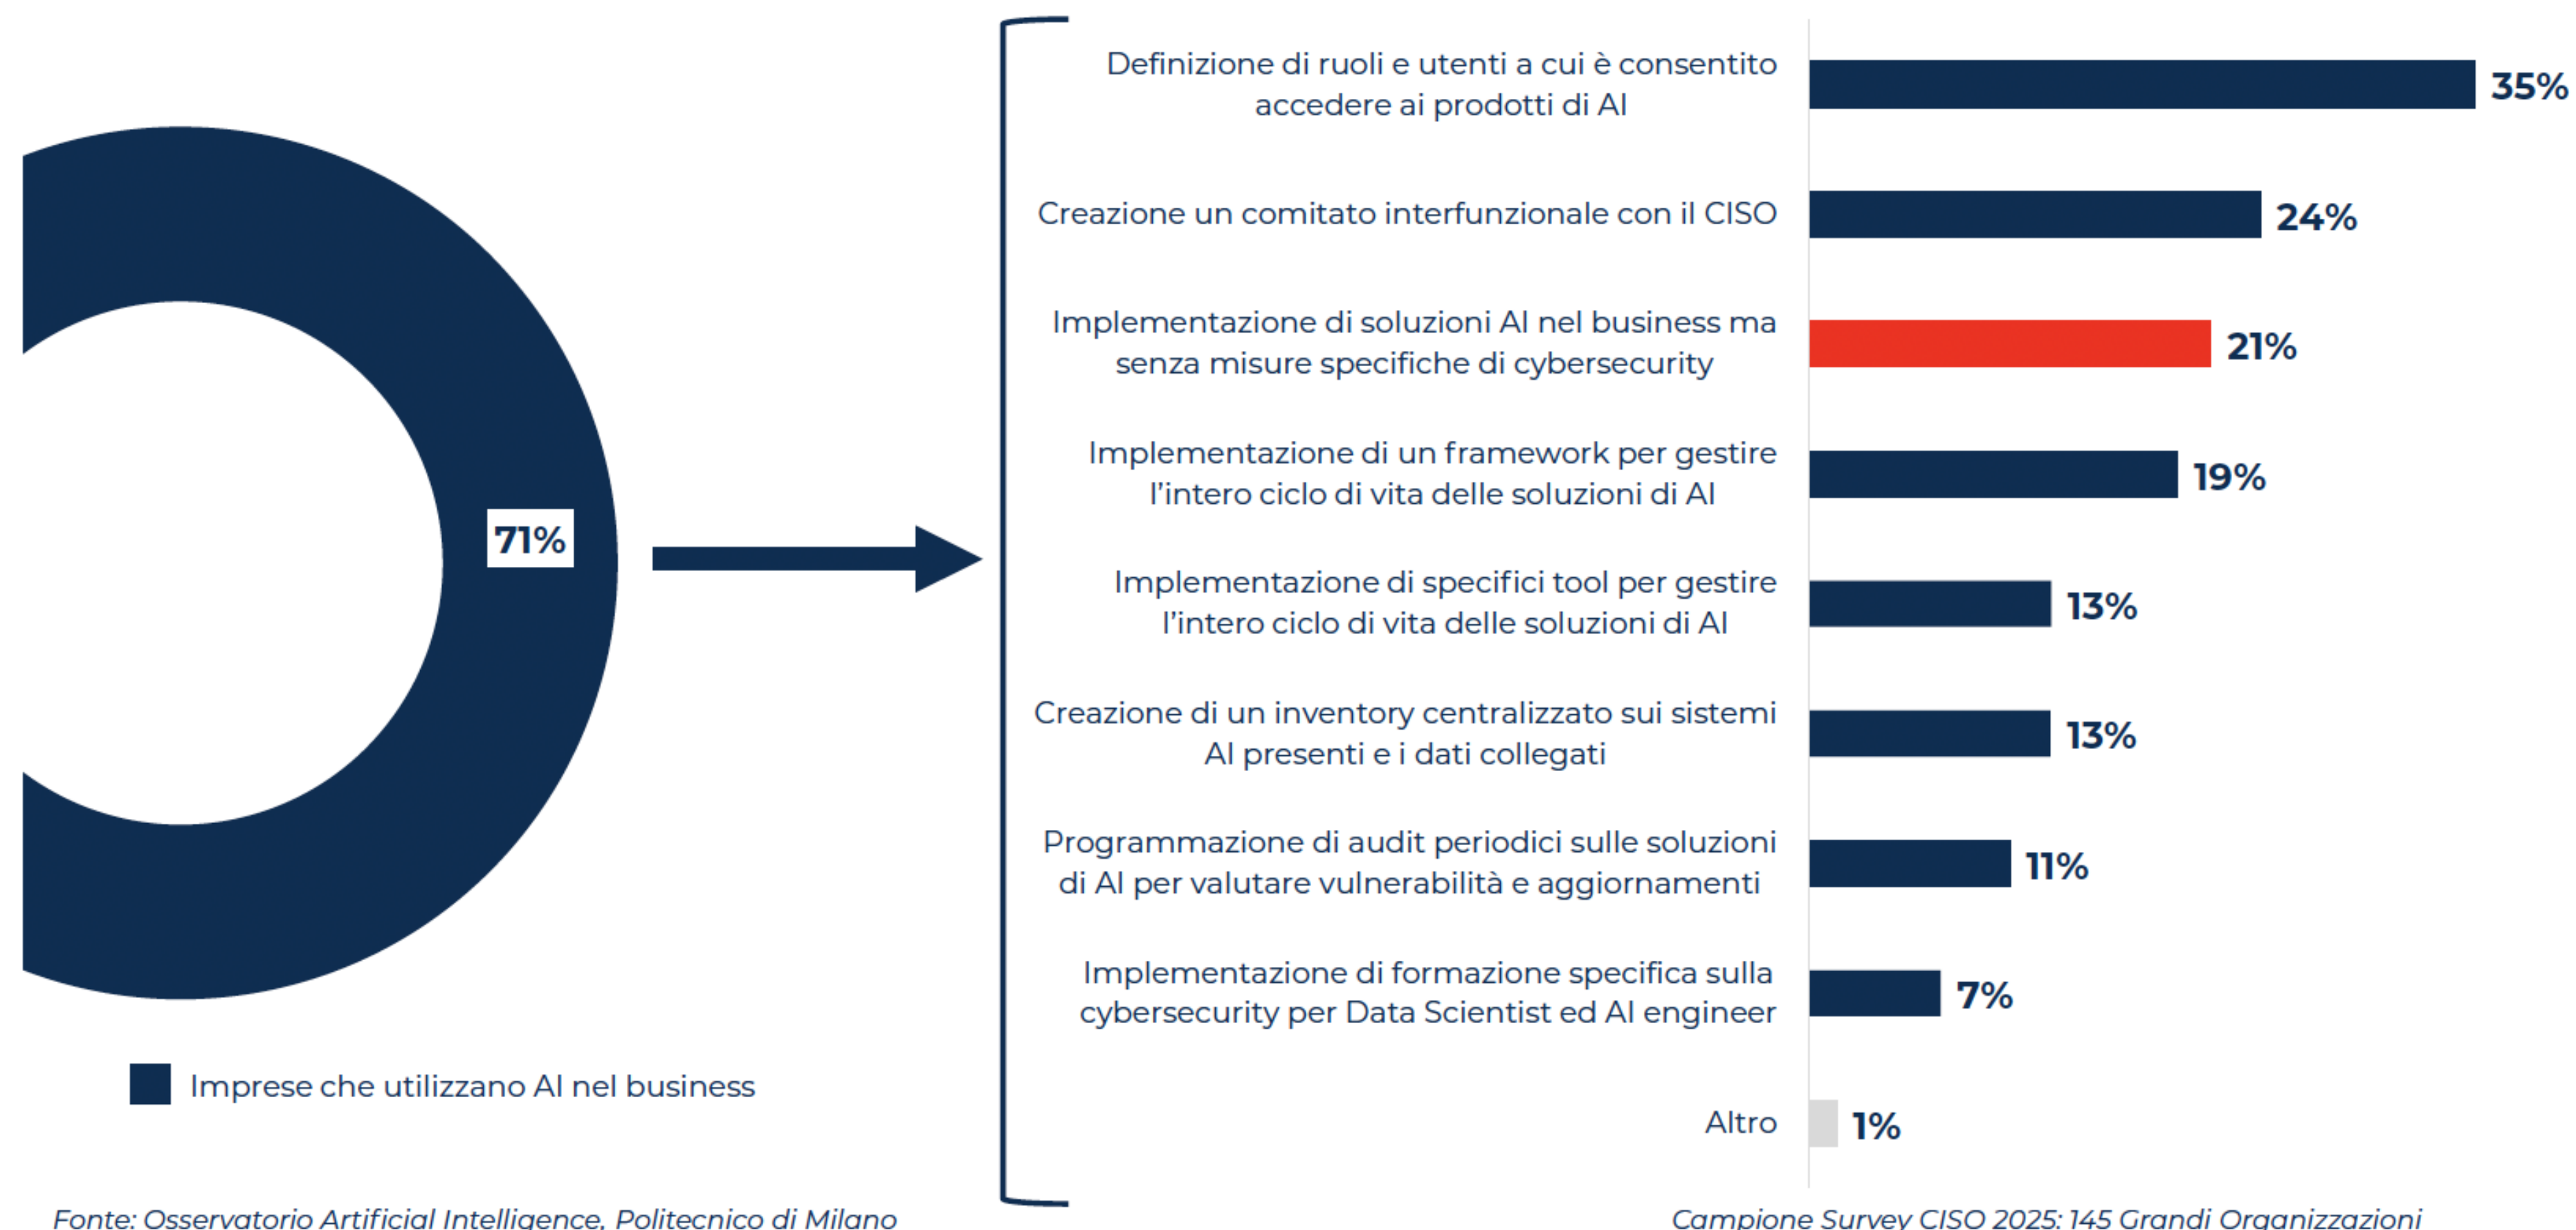 71%
Imprese che utilizzano AI nel business
Fonte: Osservatorio Artificial Intelligence, Politecnico di Milano
Definizione di ruoli e utenti a cui è consentito
accedere ai prodotti di AI
35%
Creazione un comitato interfunzionale con il CISO
24%
Implementazione di soluzioni AI nel business ma
senza misure specifiche di cybersecurity
21%
Implementazione di un framework per gestire
l'intero ciclo di vita delle soluzioni di AI
19%
Implementazione di specifici tool per gestire
l'intero ciclo di vita delle soluzioni di AI
13%
Creazione di un inventory centralizzato sui sistemi
AI presenti e i dati collegati
13%
Programmazione di audit periodici sulle soluzioni
di AI per valutare vulnerabilità e aggiornamenti
11%
Implementazione di formazione specifica sulla
cybersecurity per Data Scientist ed AI engineer
7%
Altro
1%
Campione Survey CISO 2025: 145 Grandi Organizzazioni